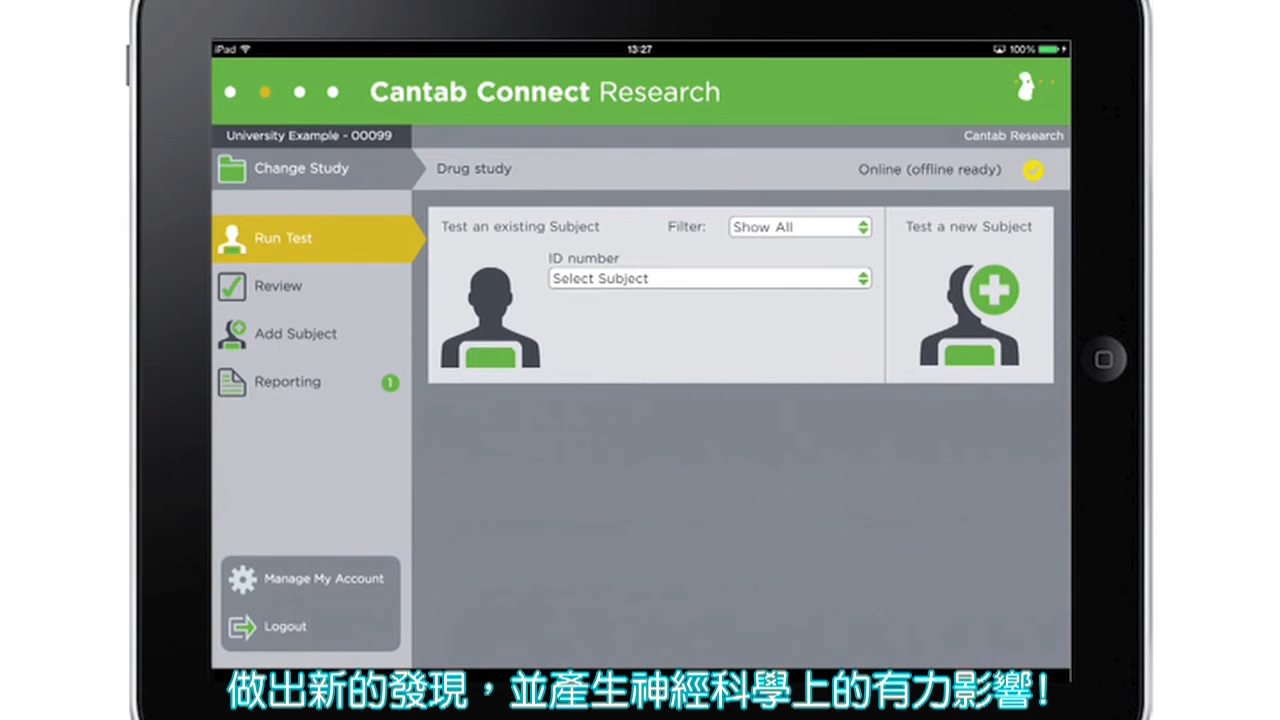 iPad 13:27 100%
Cantab Connect Research
University Example - 00099 Cantab Research
Change Study Drug study Online (offline ready)
Run Test
Review
Add Subject
Reporting 1
Test an existing Subject Filter: Show All
ID number
Select Subject
Test a new Subject
Manage My Account
Logout
做出新的發現，並產生神經科學上的有力影響!